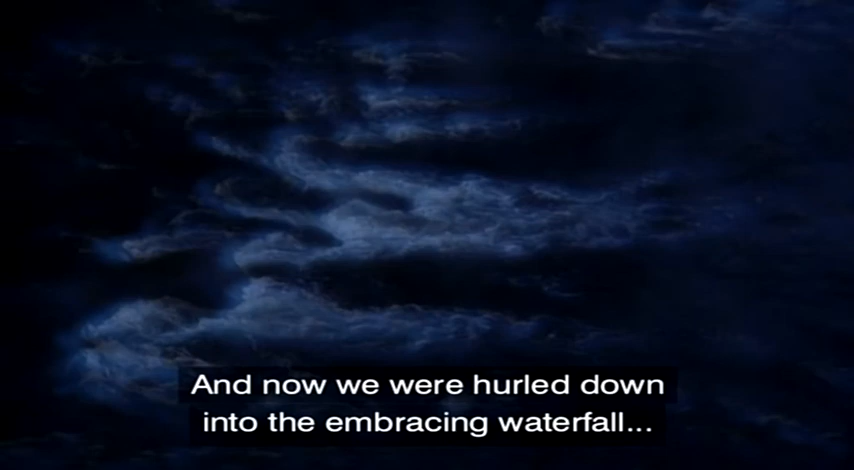 And now we were hurled down
into the embracing waterfall...